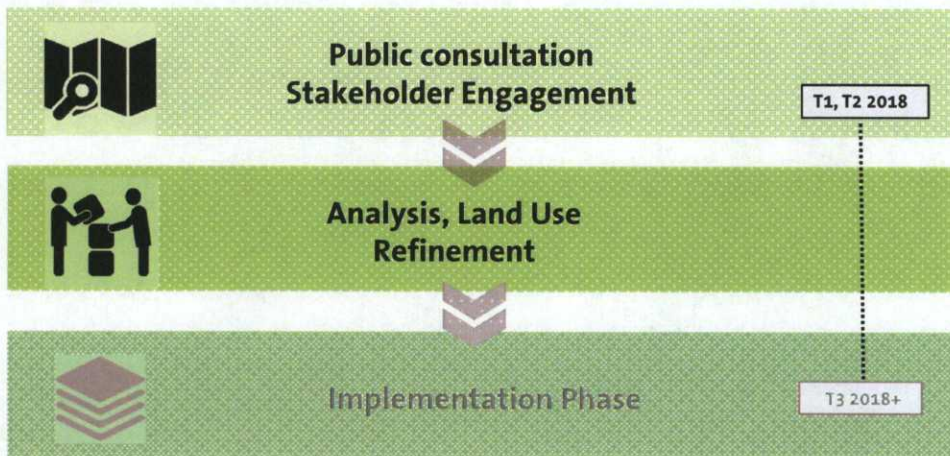 Public consultation
Stakeholder Engagement
T1, T2 2018
Analysis, Land Use
Refinement
Implementation Phase
T3 2018+